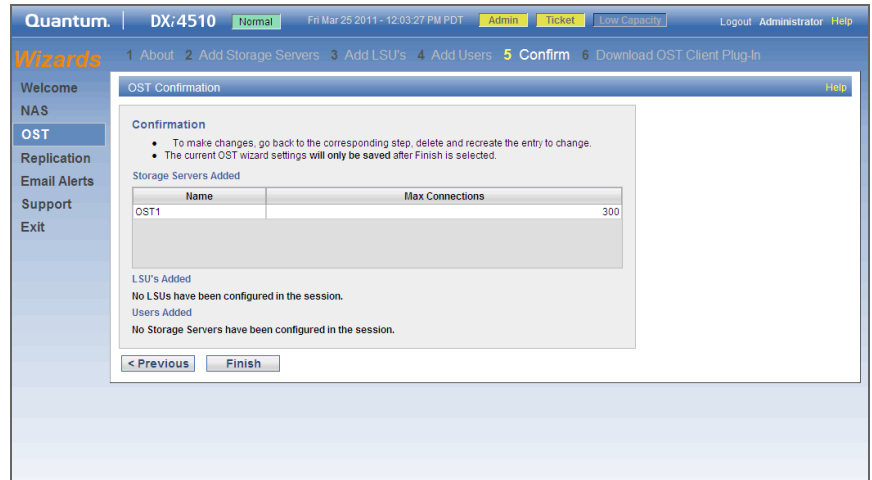 Quantum. DXi4510 Normal Fri Mar 25 2011 - 12:03:27 PM PDT Admin Ticket Low Capacity Logout Administrator Help
Wizards 1 About 2 Add Storage Servers 3 Add LSU's 4 Add Users 5 Confirm 6 Download OST Client Plug-In
Welcome
NAS
OST
Replication
Email Alerts
Support
Exit
OST Confirmation Help
Confirmation
• To make changes, go back to the corresponding step, delete and recreate the entry to change.
• The current OST wizard settings will only be saved after Finish is selected.
Storage Servers Added
Name Max Connections
OST1 300
LSU's Added
No LSUs have been configured in the session.
Users Added
No Storage Servers have been configured in the session.
< Previous Finish